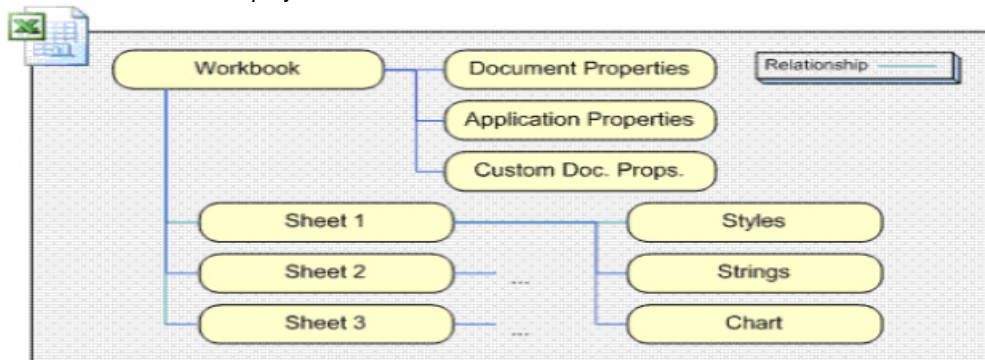 Workbook
Document Properties
Relationship
Application Properties
Custom Doc. Props.
Sheet 1
Styles
Sheet 2
...
Strings
Sheet 3
...
Chart